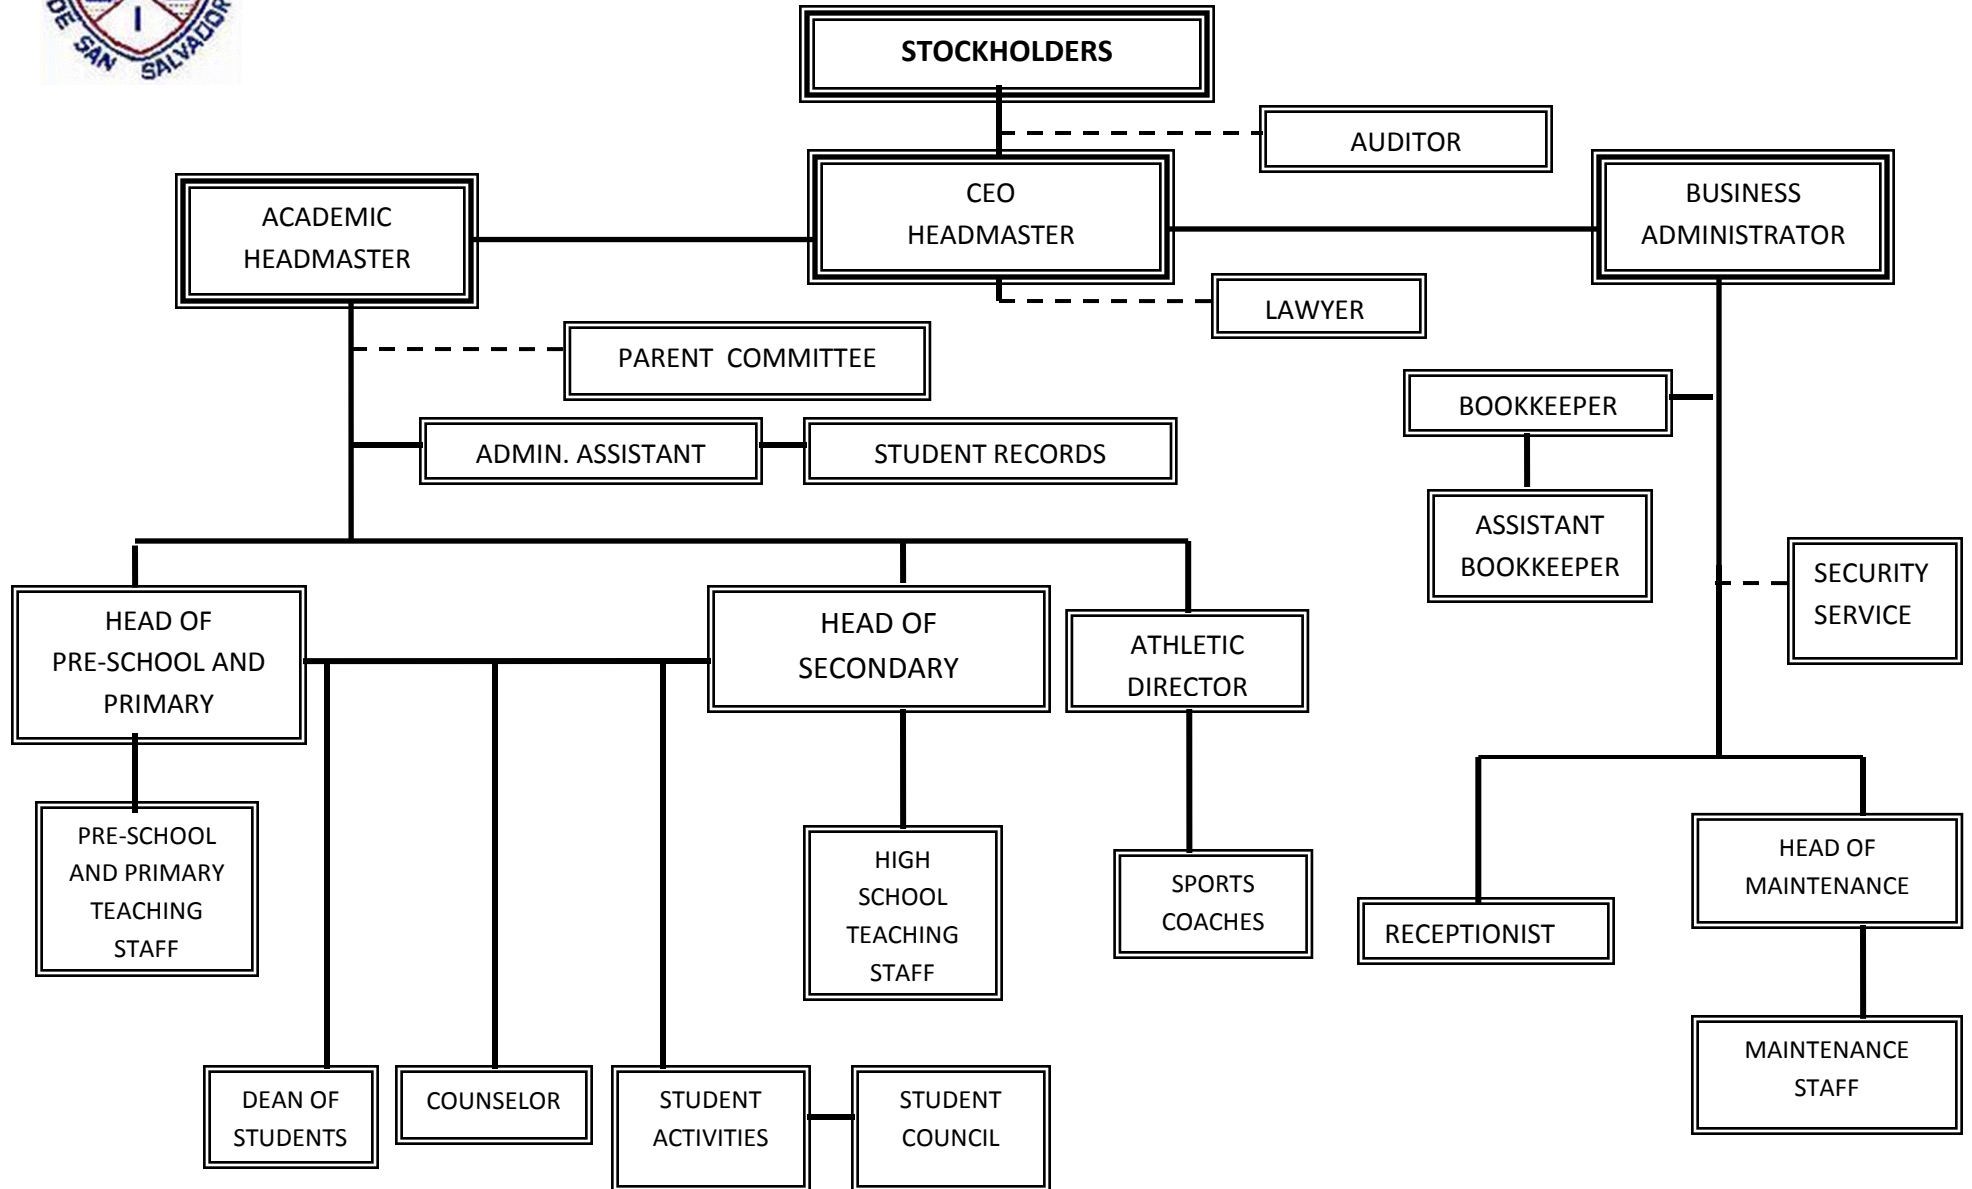 DE SAN SALVADOR
I
STOCKHOLDERS
AUDITOR
CEO
HEADMASTER
BUSINESS
ADMINISTRATOR
ACADEMIC
HEADMASTER
LAWYER
PARENT COMMITTEE
BOOKKEEPER
ADMIN. ASSISTANT
STUDENT RECORDS
ASSISTANT
BOOKKEEPER
SECURITY
SERVICE
HEAD OF
PRE-SCHOOL AND
PRIMARY
HEAD OF
SECONDARY
ATHLETIC
DIRECTOR
PRE-SCHOOL
AND PRIMARY
TEACHING
STAFF
HIGH
SCHOOL
TEACHING
STAFF
SPORTS
COACHES
RECEPTIONIST
HEAD OF
MAINTENANCE
MAINTENANCE
STAFF
DEAN OF
STUDENTS
COUNSELOR
STUDENT
ACTIVITIES
STUDENT
COUNCIL